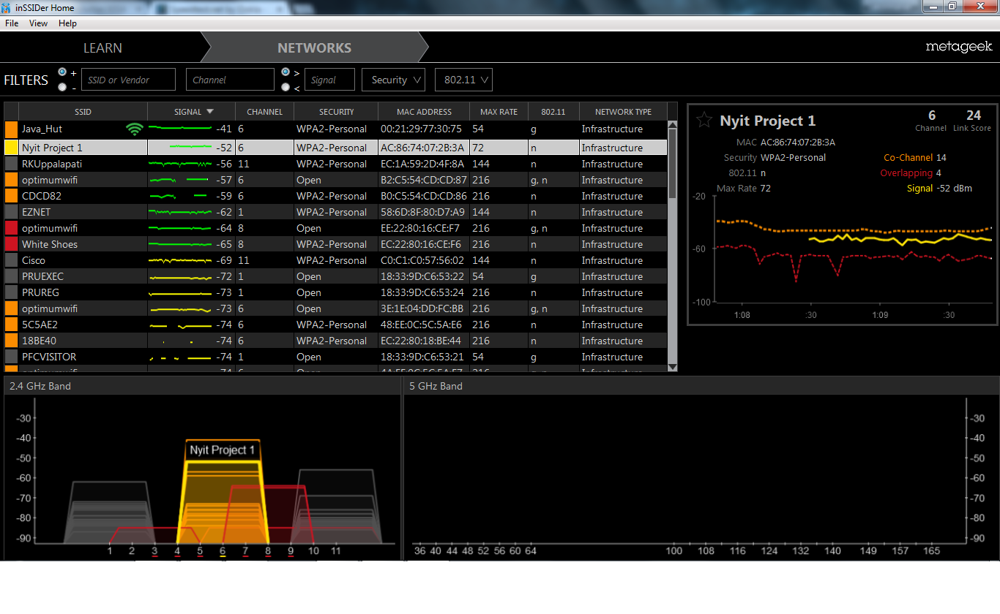 inSSIDer Home
File View Help
LEARN NETWORKS metageek
FILTERS + - SSID or Vendor Channel > < Signal Security 802.11
SSID SIGNAL CHANNEL SECURITY MAC ADDRESS MAX RATE 802.11 NETWORK TYPE
Java_Hut -41 6 WPA2-Personal 00:21:29:77:30:75 54 g Infrastructure
Nyit Project 1 -52 6 WPA2-Personal AC:86:74:07:2B:3A 72 n Infrastructure
RKUppalapati -56 11 WPA2-Personal EC:1A:59:2D:4F:8A 144 n Infrastructure
optimumwifi -57 6 Open B2:C5:54:CD:CD:87 216 g, n Infrastructure
CDCD82 -59 6 WPA2-Personal B0:C5:54:CD:CD:86 216 n Infrastructure
EZNET -62 1 WPA2-Personal 58:6D:8F:80:D7:A9 144 n Infrastructure
optimumwifi -64 8 Open EE:22:80:16:CE:F7 216 g, n Infrastructure
White Shoes -65 8 WPA2-Personal EC:22:80:16:CE:F6 216 n Infrastructure
Cisco -69 11 WPA2-Personal C0:C1:C0:57:56:02 144 n Infrastructure
PRUEXEC -72 1 Open 18:33:9D:C6:53:22 54 g Infrastructure
PRUREG -73 1 Open 18:33:9D:C6:53:24 216 n Infrastructure
optimumwifi -73 6 Open 3E:1E:04:DD:FC:BB 216 g, n Infrastructure
5C5AE2 -74 6 WPA2-Personal 48:EE:0C:5C:5A:E6 216 n Infrastructure
18BE40 -74 6 WPA2-Personal EC:22:80:18:BE:44 216 n Infrastructure
PFCVISITOR -74 1 Open 18:33:9D:C6:53:21 54 g Infrastructure
Nyit Project 1 6 24
Channel Link Score
MAC AC:86:74:07:2B:3A
Security WPA2-Personal Co-Channel 14
802.11 n Overlapping 4
Max Rate 72 Signal -52 dBm
-20
-60
-100
1:08 :30 1:09 :30
2.4 GHz Band
-30
-40
-50
-60
-70
-80
-90
Nyit Project 1
1 2 3 4 5 6 7 8 9 10 11
5 GHz Band
-30
-40
-50
-60
-70
-80
-90
36 40 44 48 52 56 60 64 100 108 116 124 132 140 149 157 165